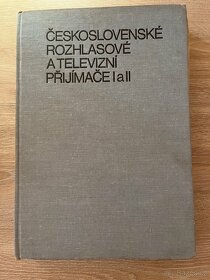 ČESKOSLOVENSKÉ
ROZHLASOVÉ
A TELEVIZNÍ
PŘIJÍMAČE I a II